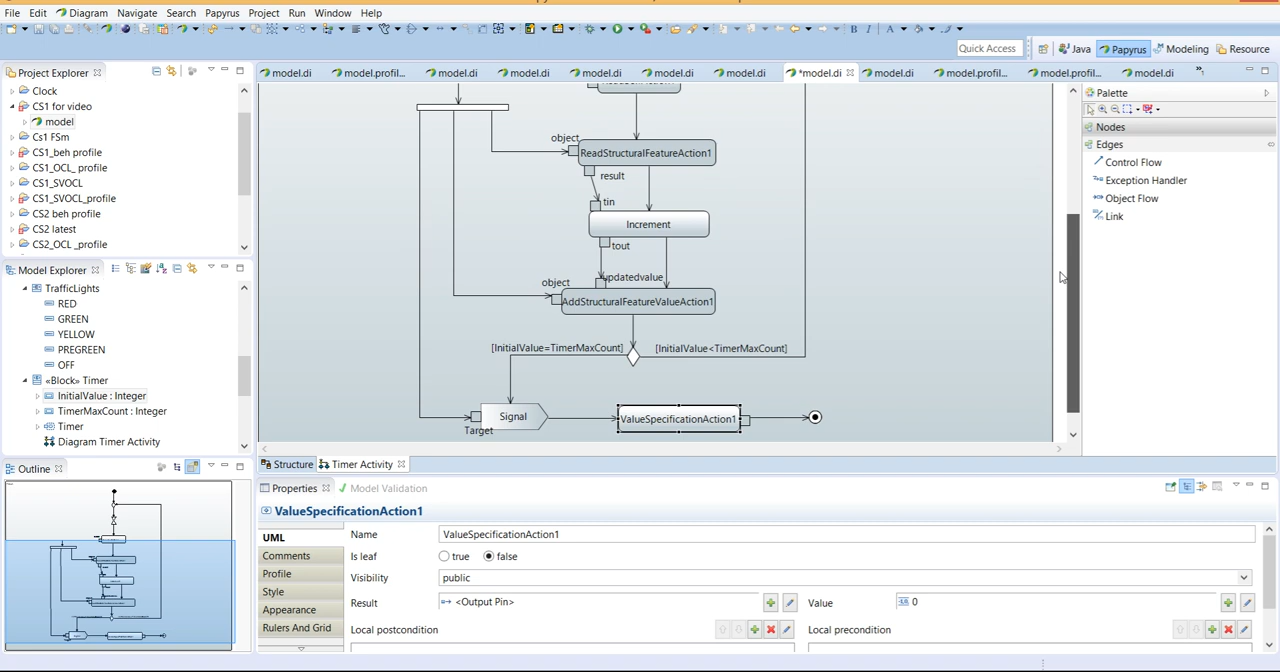 File Edit Diagram Navigate Search Papyrus Project Run Window Help
Quick Access Java Papyrus Modeling Resource
Project Explorer
Clock
CS1 for video
model
Cs1 FSm
CS1_beh profile
CS1_OCL_ profile
CS1_SVOCL
CS1_SVOCL_profile
CS2 beh profile
CS2 latest
CS2_OCL _profile
Model Explorer
TrafficLights
RED
GREEN
YELLOW
PREGREEN
OFF
«Block» Timer
InitialValue : Integer
TimerMaxCount : Integer
Timer
Diagram Timer Activity
Outline
model.di model.profil... model.di model.di model.di model.di model.di *model.di model.di model.profil... model.profil... model.di
object
ReadStructuralFeatureAction1
result
tin
Increment
tout
object
updatedvalue
AddStructuralFeatureValueAction1
[InitialValue=TimerMaxCount] [InitialValue<TimerMaxCount]
Signal
Target
ValueSpecificationAction1
Structure Timer Activity
Palette
Nodes
Edges
Control Flow
Exception Handler
Object Flow
Link
Properties Model Validation
ValueSpecificationAction1
UML
Comments
Profile
Style
Appearance
Rulers And Grid
Name ValueSpecificationAction1
Is leaf true false
Visibility public
Result <Output Pin> Value 0
Local postcondition Local precondition